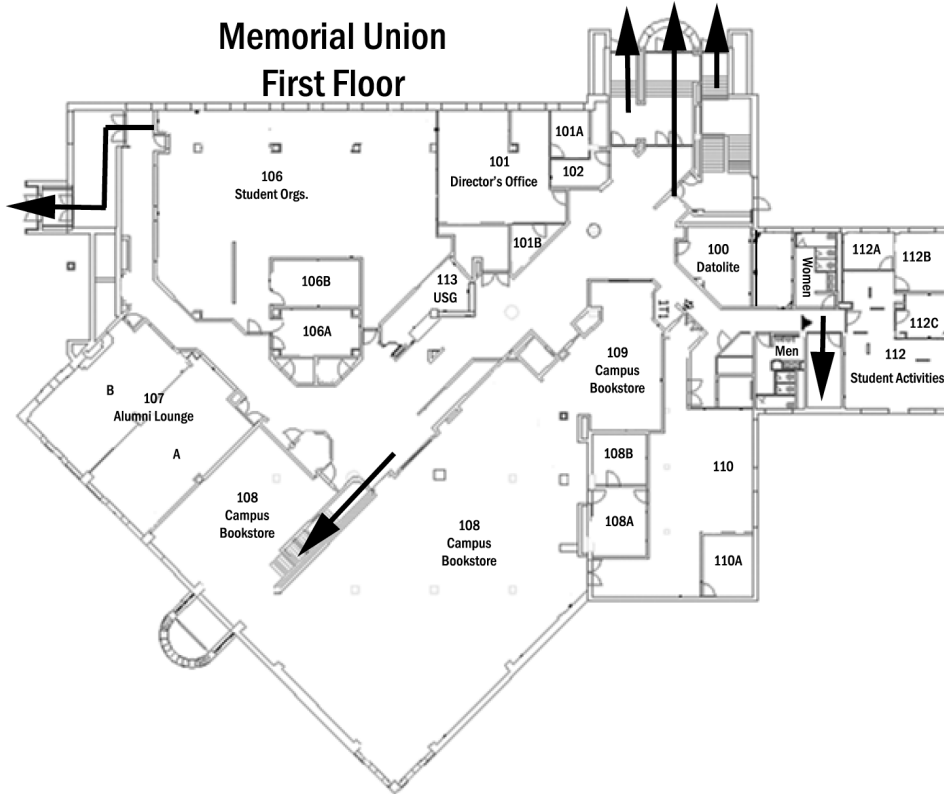 Memorial Union
First Floor
101A
101
Director's Office
102
106
Student Orgs.
101B
100
Datolite
Women
112A
112B
106B
113
USG
111
112C
106A
109
Campus
Bookstore
Men
112
Student Activities
B
107
Alumni Lounge
A
108B
110
108
Campus
Bookstore
108A
108
Campus
Bookstore
110A